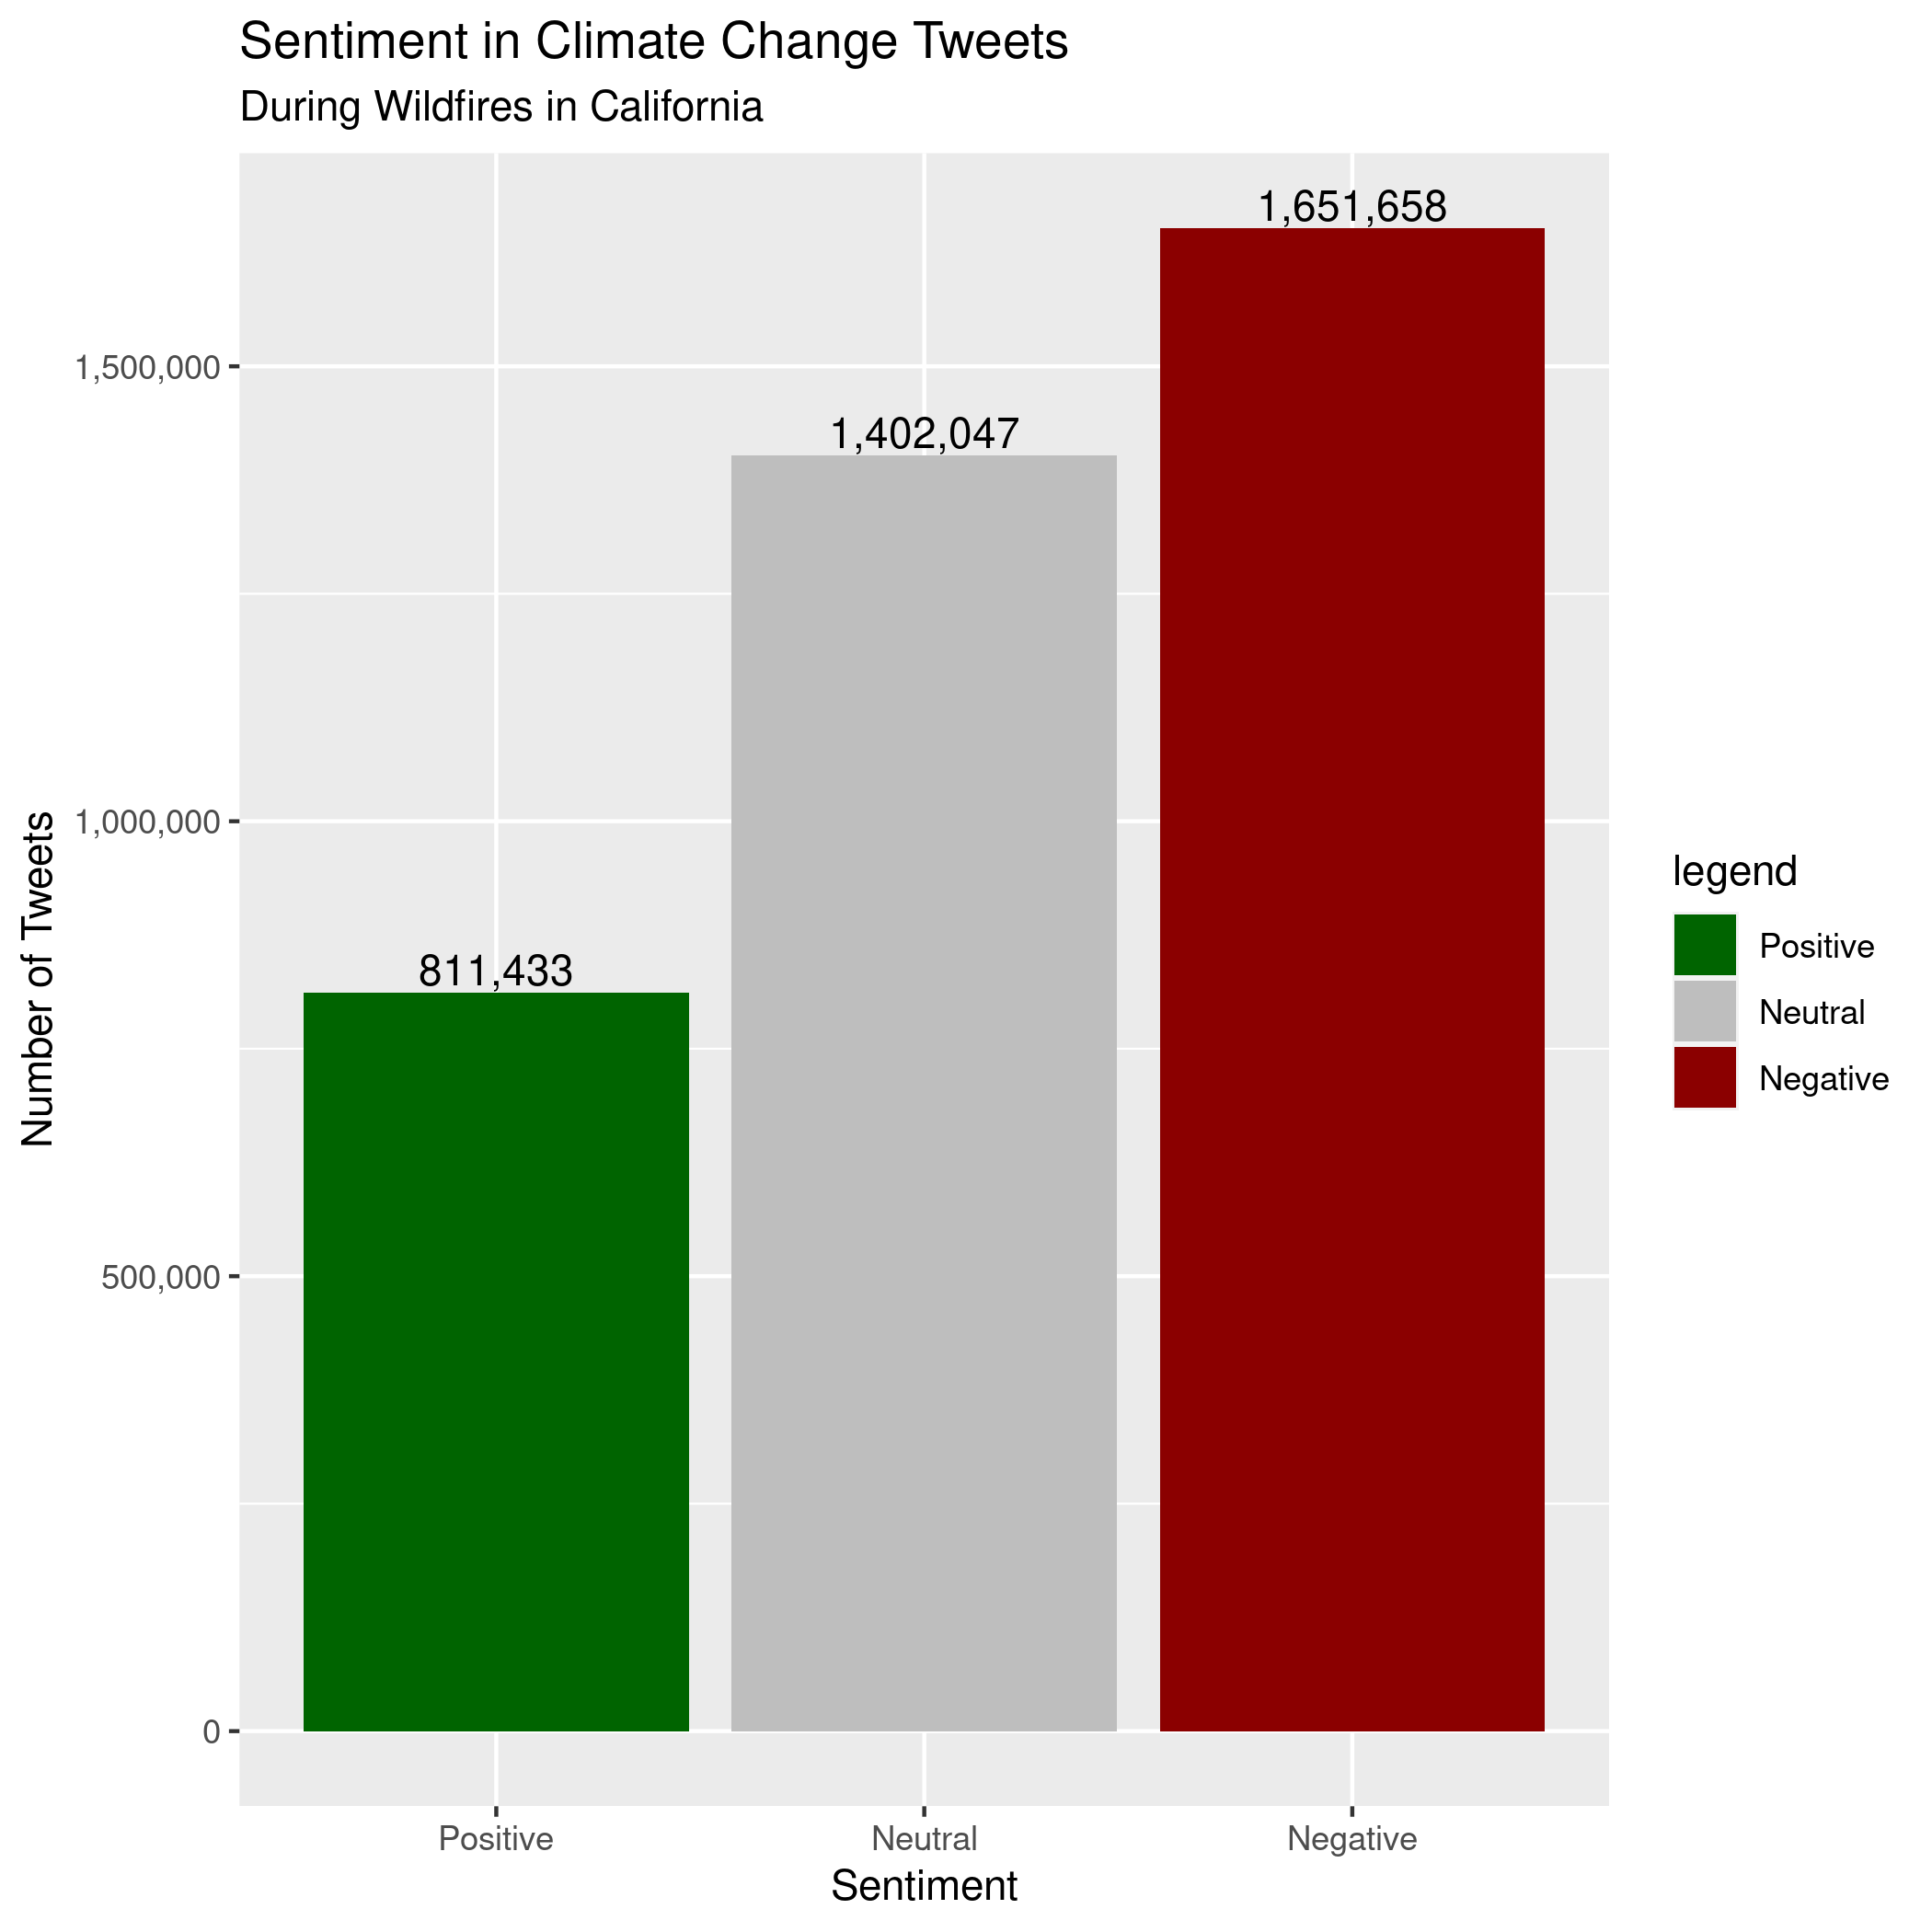 Sentiment in Climate Change Tweets
During Wildfires in California
Number of Tweets
1,500,000
1,000,000
500,000
0
811,433
1,402,047
1,651,658
Positive
Neutral
Negative
Sentiment
legend
Positive
Neutral
Negative